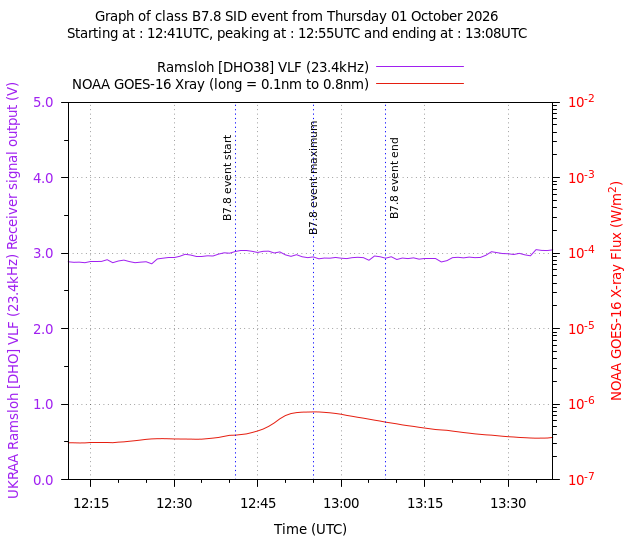 Graph of class B7.8 SID event from Thursday 01 October 2026
Starting at : 12:41UTC, peaking at : 12:55UTC and ending at : 13:08UTC
Ramsloh [DHO38] VLF (23.4kHz)
NOAA GOES-16 Xray (long = 0.1nm to 0.8nm)
UKRAA Ramsloh [DHO] VLF (23.4kHz) Receiver signal output (V)
5.0
4.0
3.0
2.0
1.0
0.0
B7.8 event start
B7.8 event maximum
B7.8 event end
10-2
10-3
10-4
10-5
10-6
10-7
NOAA GOES-16 X-ray Flux (W/m2)
12:15 12:30 12:45 13:00 13:15 13:30
Time (UTC)